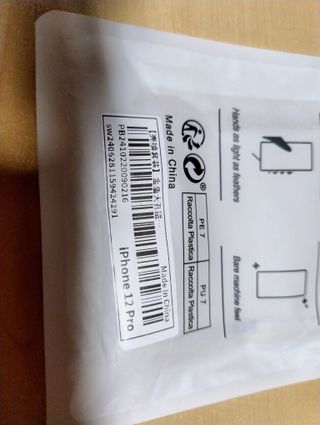 Hands as light as feathers
Bare machine feel
PE 7
PU 7
Raccolta Plastica
Raccolta Plastica
Made in China
PB2410220090216
sw2406281159424291
Made in China
iPhone 12 Pro